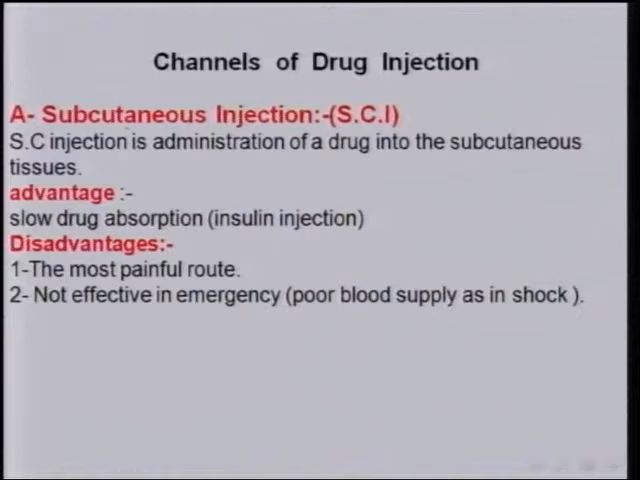 Channels of Drug Injection
A- Subcutaneous Injection:-(S.C.I)
S.C injection is administration of a drug into the subcutaneous
tissues.
advantage :-
slow drug absorption (insulin injection)
Disadvantages:-
1-The most painful route.
2- Not effective in emergency (poor blood supply as in shock ).